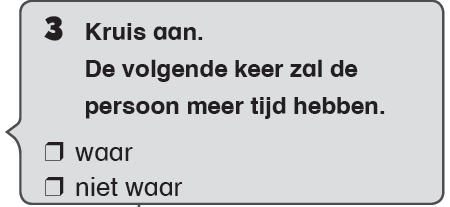 3 Kruis aan.
De volgende keer zal de
persoon meer tijd hebben.
❒ waar
❒ niet waar